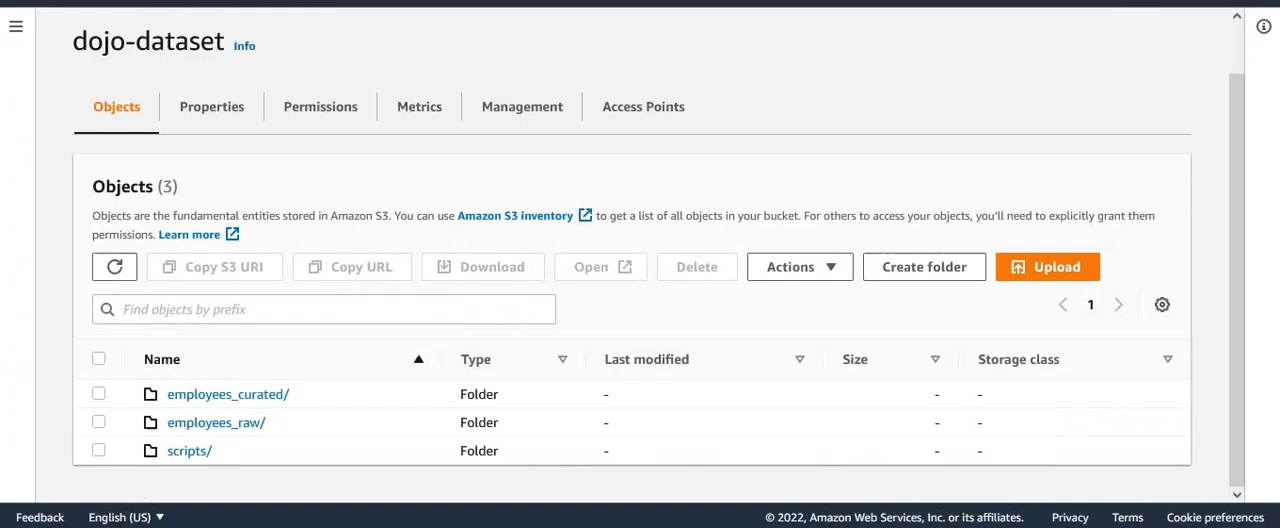 dojo-dataset Info
Objects Properties Permissions Metrics Management Access Points
Objects (3)
Objects are the fundamental entities stored in Amazon S3. You can use Amazon S3 inventory to get a list of all objects in your bucket. For others to access your objects, you'll need to explicitly grant them
permissions. Learn more
Copy S3 URI Copy URL Download Open Delete Actions Create folder Upload
Find objects by prefix 1
Name Type Last modified Size Storage class
employees_curated/ Folder - - -
employees_raw/ Folder - - -
scripts/ Folder - - -
Feedback English (US) © 2022, Amazon Web Services, Inc. or its affiliates. Privacy Terms Cookie preferences